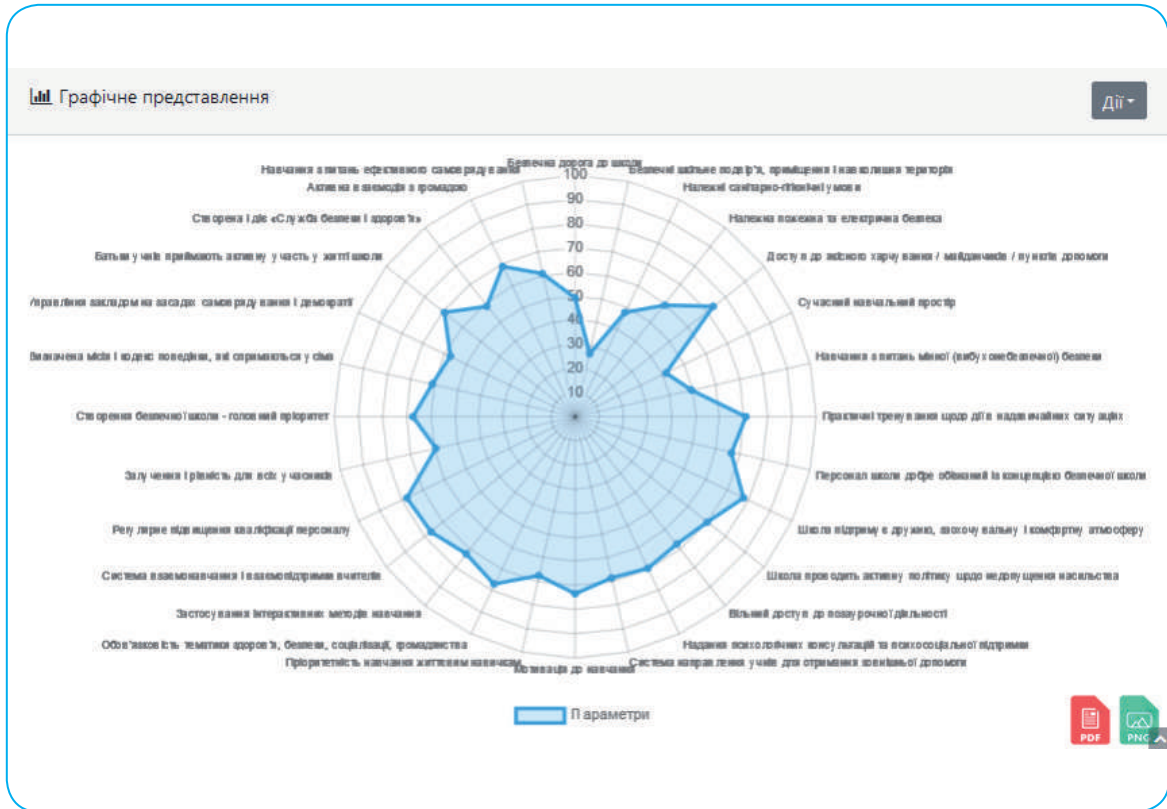 Графічне представлення
Дії
Безпечна дорога до школи
Навчання з питань ефективного самоврядування
Безпечні шкільне подвір'я, приміщення і навколишня територія
Активна взаємодія з громадою
Належні санітарно-гігієнічні умови
Створена і діє «Служба безпеки і здоров'я»
Належна пожежна та електрична безпека
Батьки учнів приймають активну участь у житті школи
Доступ до якісного харчування / майданчиків / пунктів допомоги
Управління закладом на засадах самоврядування і демократії
Сучасний навчальний простір
Визначена місія і кодекс поведінки, які сприймаються усіма
Навчання з питань мінної (вибухонебезпечної) безпеки
Створення безпечної школи - головний пріоритет
Практичні тренування щодо дій в надзвичайних ситуаціях
Залучення і рівність для всіх учасників
Персонал школи добре обізнаний із концепцією безпечної школи
Регулярне підвищення кваліфікації персоналу
Школа підтримує дружню, заохочувальну і комфортну атмосферу
Система взаємонавчання і взаємопідтримки вчителів
Школа проводить активну політику щодо недопущення насильства
Застосування інтерактивних методів навчання
Вільний доступ до позаурочної діяльності
Обов'язковість тематики здоров'я, безпеки, соціалізації, громадянства
Надання психологічних консультацій та психосоціальної підтримки
Пріоритетність навчання життєвим навичкам
Система направлення учнів для отримання зовнішньої допомоги
Мотивація до навчання
100
90
80
70
60
50
40
30
20
10
Параметри
PDF
PNG